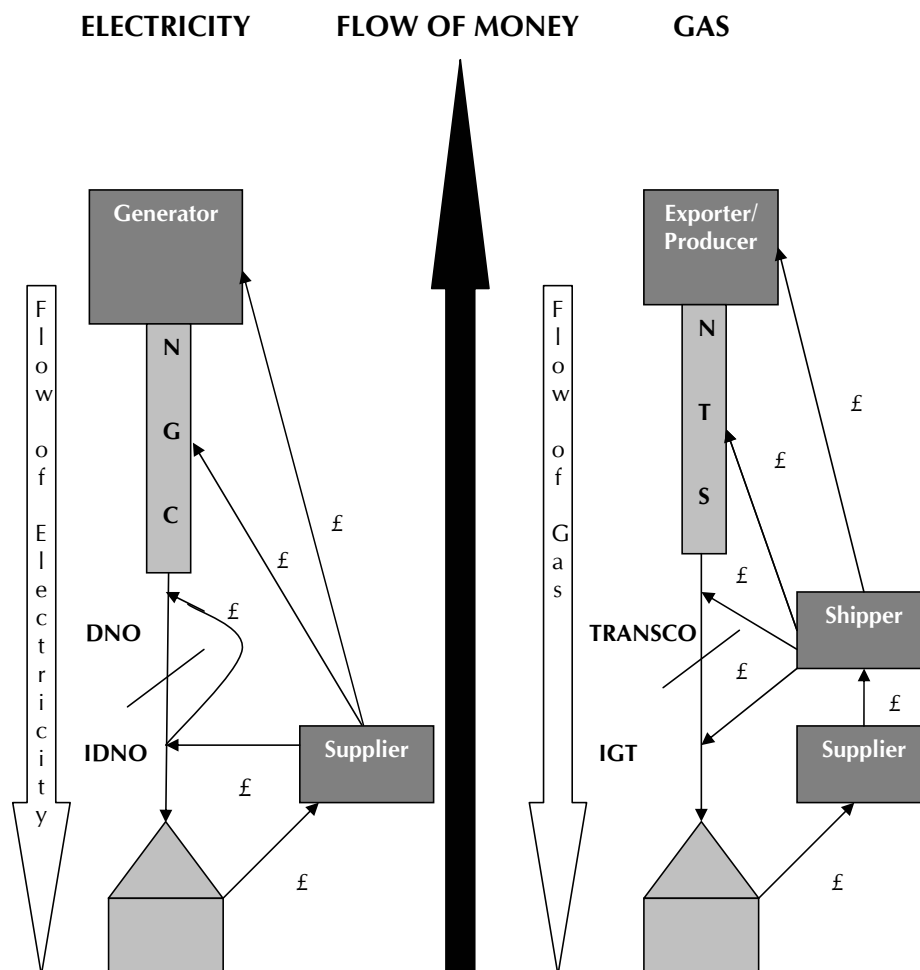 ELECTRICITY FLOW OF MONEY GAS
Generator
Exporter/
Producer
Flow of Electricity
N
G
C
£
£
£
DNO
IDNO
Supplier
£
£
Flow of Gas
N
T
S
£
£
£
TRANSCO
Shipper
£
£
IGT
Supplier
£